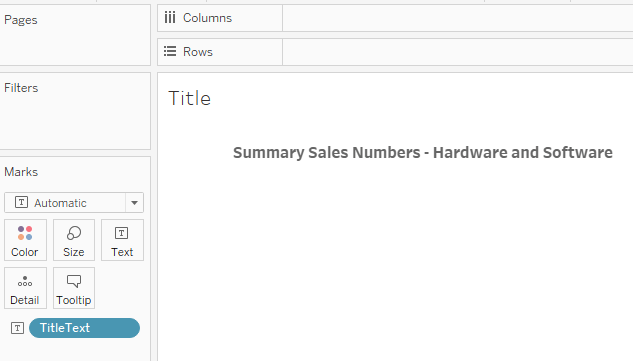 Pages
Columns
Rows
Filters
Title
Summary Sales Numbers - Hardware and Software
Marks
T Automatic
Color Size T Text
Detail Tooltip
T TitleText